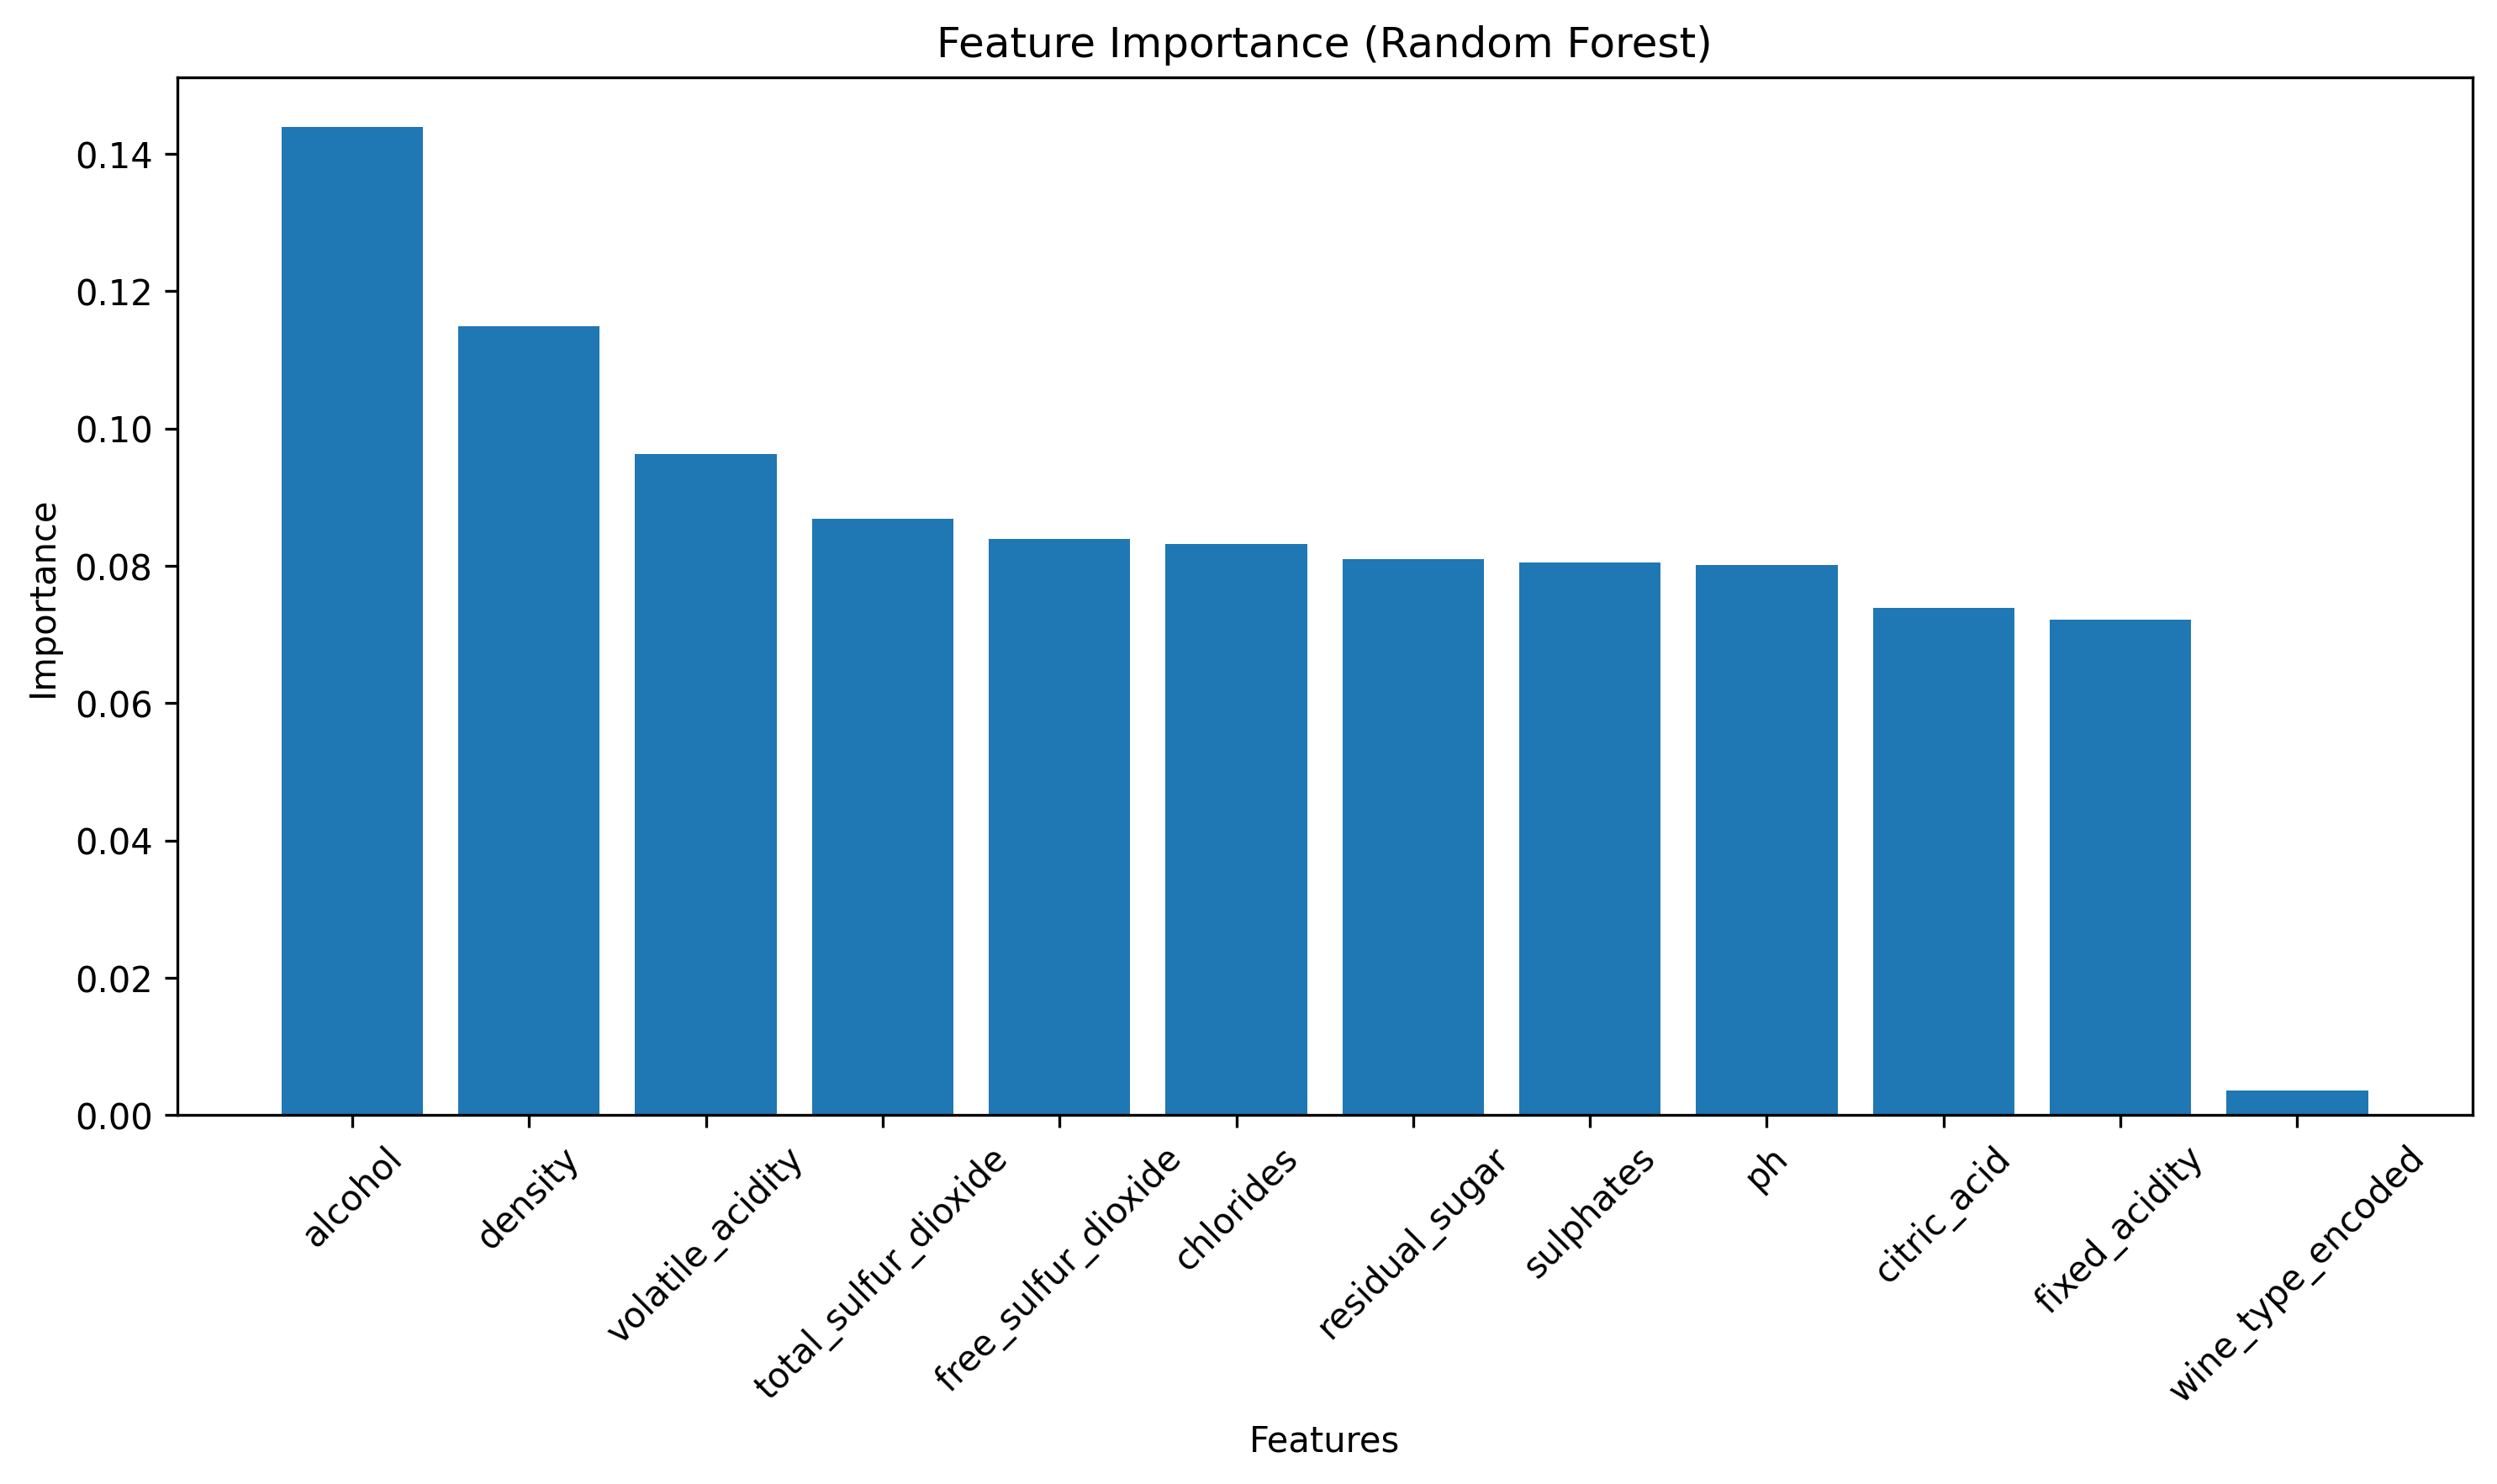 Feature Importance (Random Forest)
Importance
0.14
0.12
0.10
0.08
0.06
0.04
0.02
0.00
alcohol
density
volatile_acidity
total_sulfur_dioxide
free_sulfur_dioxide
chlorides
residual_sugar
sulphates
ph
citric_acid
fixed_acidity
wine_type_encoded
Features